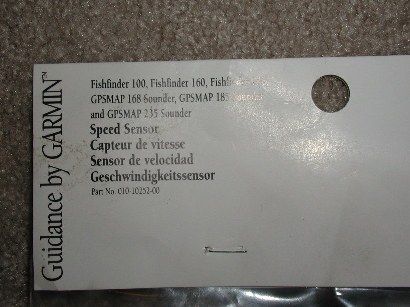 Guidance by GARMIN™
Fishfinder 100, Fishfinder 160,
GPSMAP 168 Sounder, GPSMAP 185
and GPSMAP 235 Sounder
Speed Sensor
Capteur de vitesse
Sensor de velocidad
Geschwindigkeitssensor
Part No. 010-10252-00